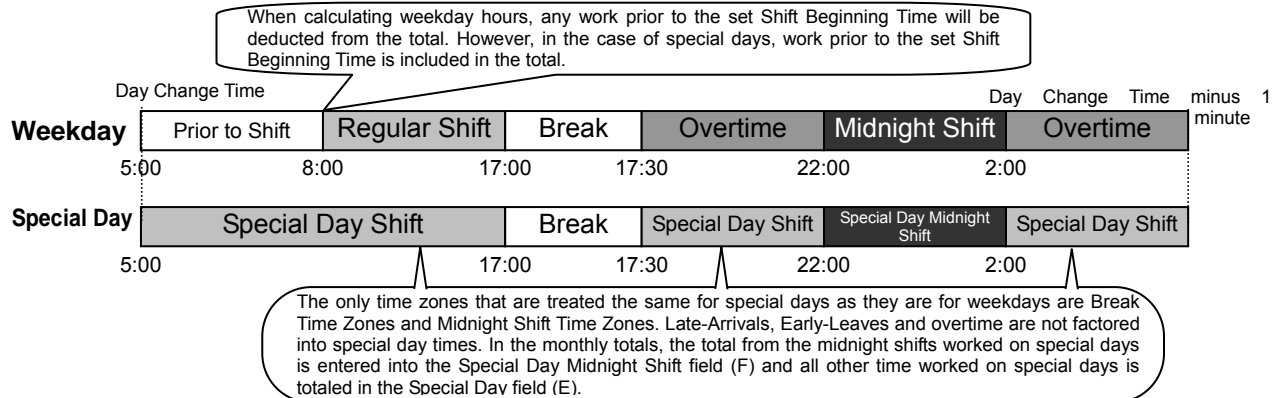 When calculating weekday hours, any work prior to the set Shift Beginning Time will be
deducted from the total. However, in the case of special days, work prior to the set Shift
Beginning Time is included in the total.
Day Change Time
Day Change Time minus 1
minute
Weekday Prior to Shift Regular Shift Break Overtime Midnight Shift Overtime
5:00 8:00 17:00 17:30 22:00 2:00
Special Day Special Day Shift Break Special Day Shift Special Day Midnight
Shift Special Day Shift
5:00 17:00 17:30 22:00 2:00
The only time zones that are treated the same for special days as they are for weekdays are Break
Time Zones and Midnight Shift Time Zones. Late-Arrivals, Early-Leaves and overtime are not factored
into special day times. In the monthly totals, the total from the midnight shifts worked on special days
is entered into the Special Day Midnight Shift field (F) and all other time worked on special days is
totaled in the Special Day field (E).